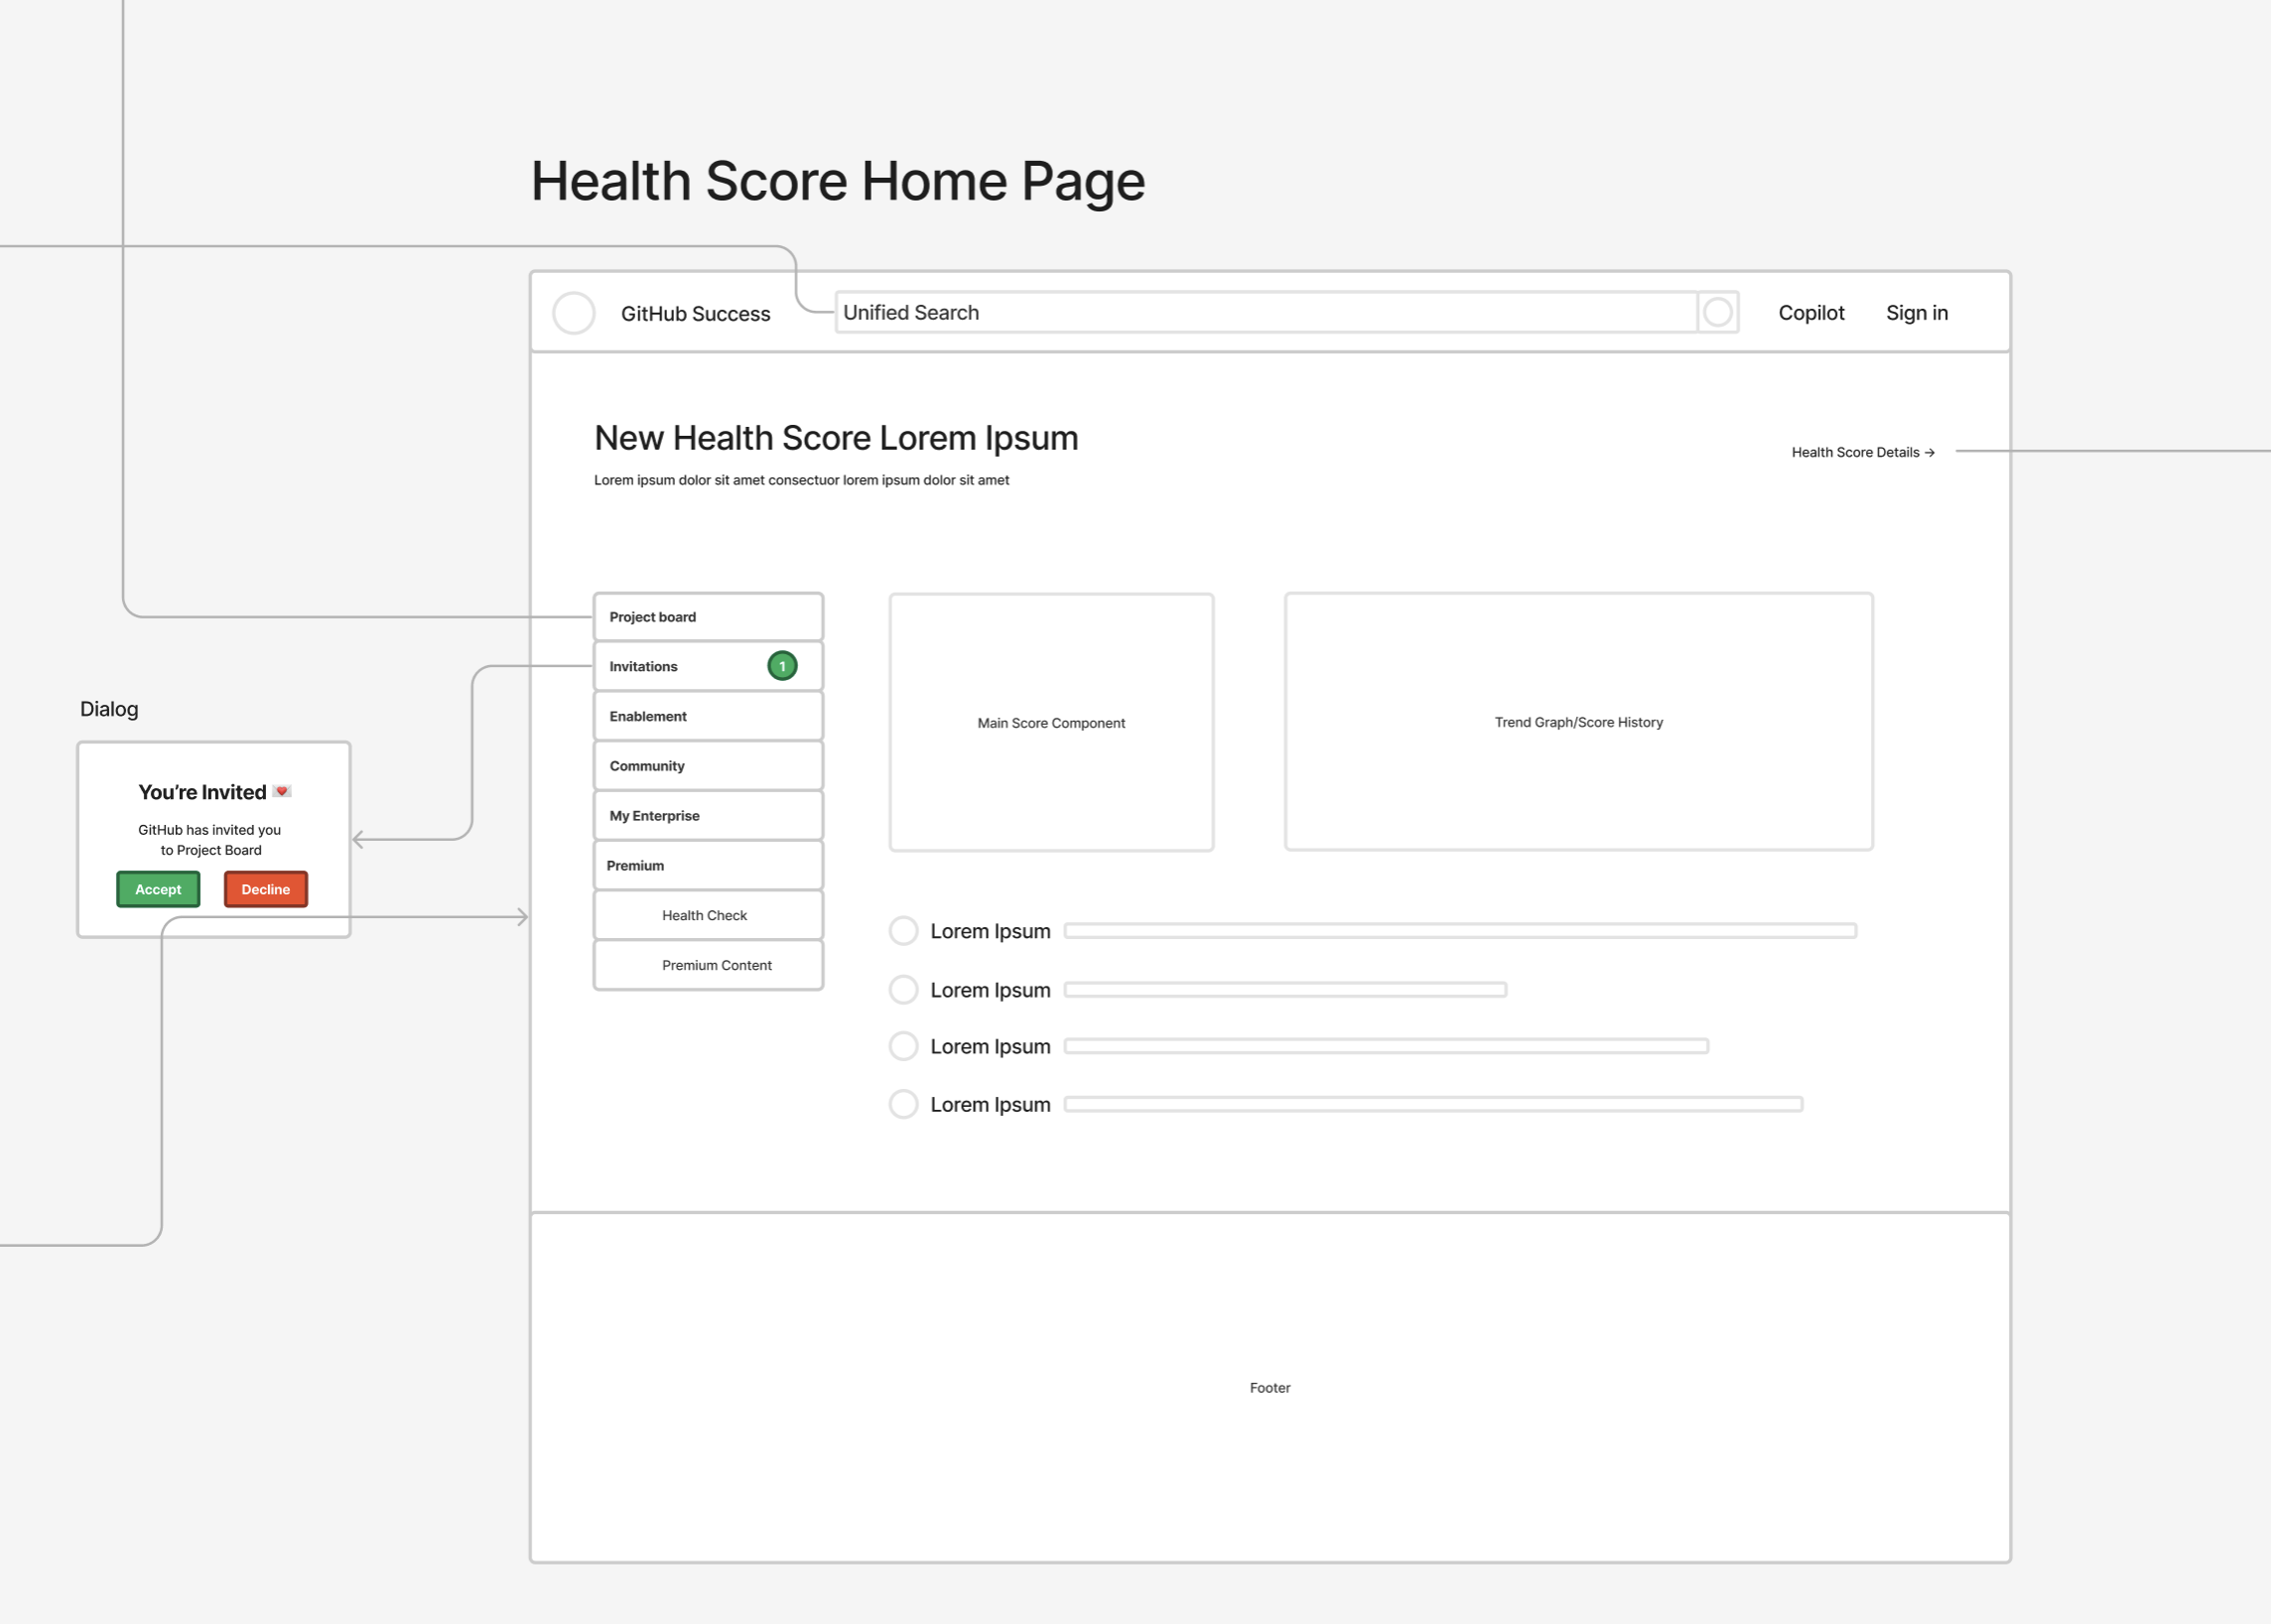 Health Score Home Page
GitHub Success
Unified Search
Copilot
Sign in
New Health Score Lorem Ipsum
Lorem ipsum dolor sit amet consectuor lorem ipsum dolor sit amet
Health Score Details →
Project board
Invitations
1
Enablement
Community
My Enterprise
Premium
Health Check
Premium Content
Main Score Component
Trend Graph/Score History
Lorem Ipsum
Lorem Ipsum
Lorem Ipsum
Lorem Ipsum
Footer
Dialog
You’re Invited 💌
GitHub has invited you
to Project Board
Accept
Decline